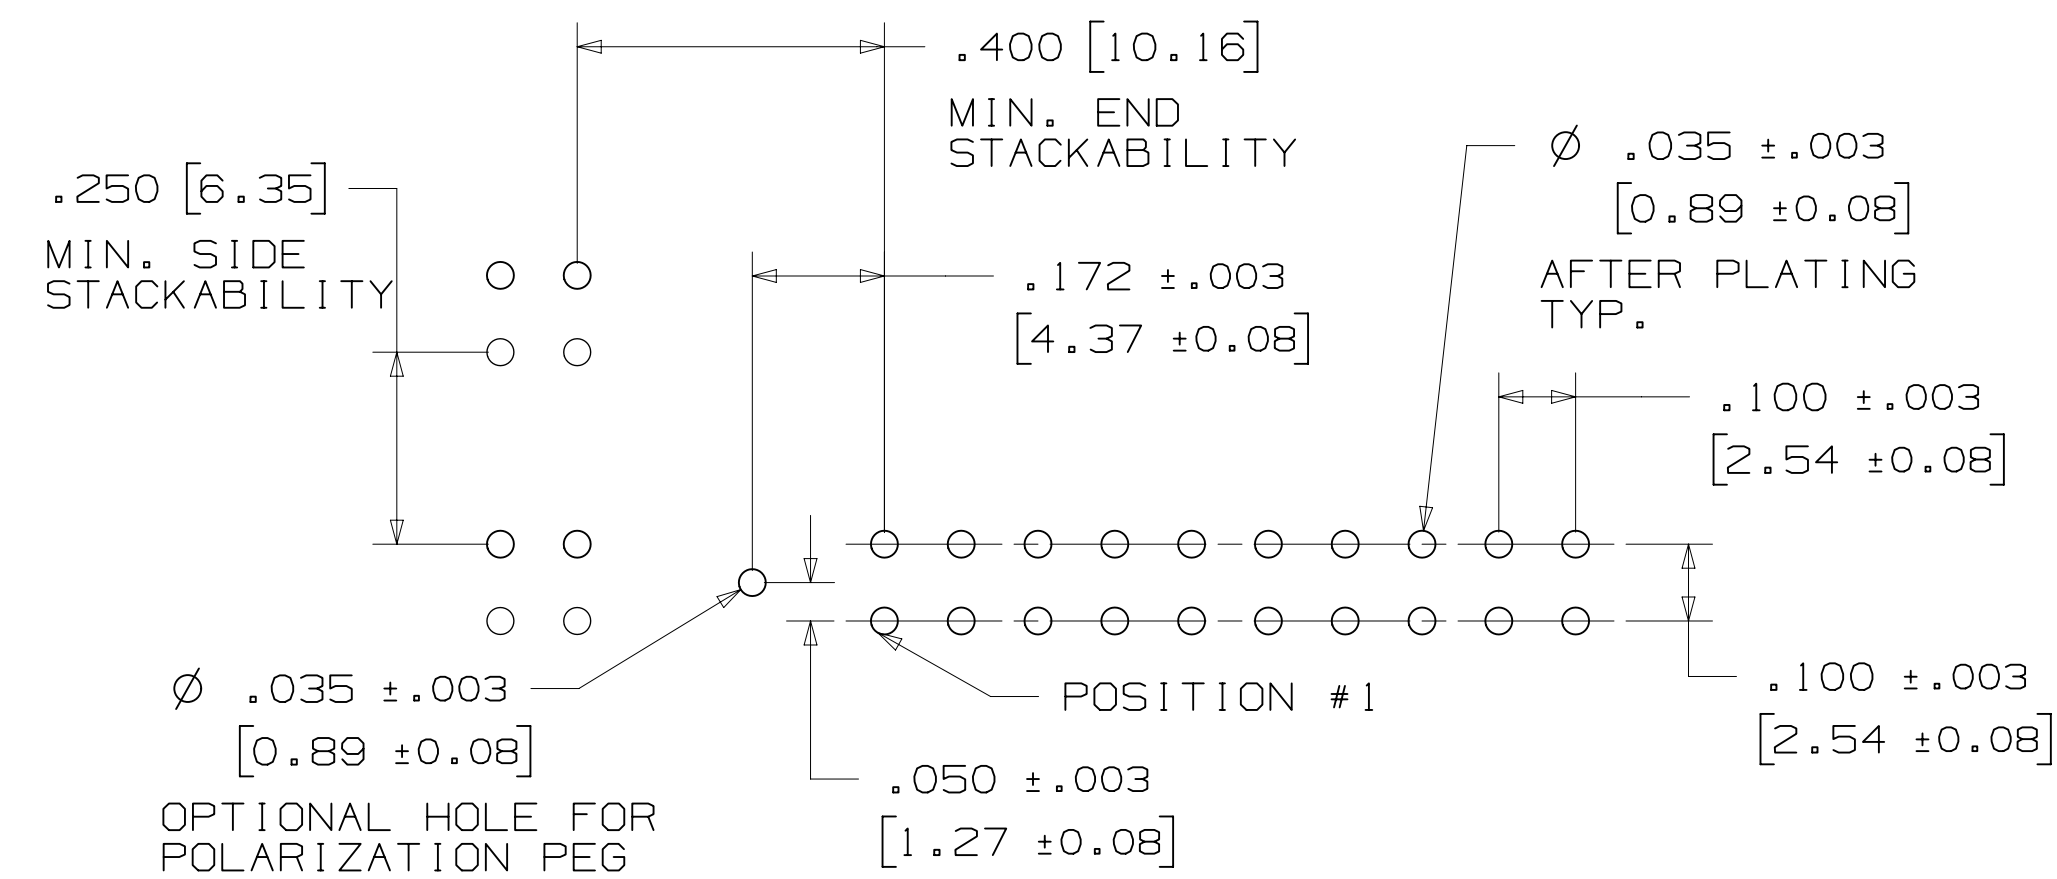 .400 [10.16]
MIN. END
STACKABILITY
.250 [6.35]
MIN. SIDE
STACKABILITY
Ø .035 ±.003
[0.89 ±0.08]
AFTER PLATING
TYP.
.172 ±.003
[4.37 ±0.08]
.100 ±.003
[2.54 ±0.08]
Ø .035 ±.003
[0.89 ±0.08]
OPTIONAL HOLE FOR
POLARIZATION PEG
POSITION #1
.100 ±.003
[2.54 ±0.08]
.050 ±.003
[1.27 ±0.08]